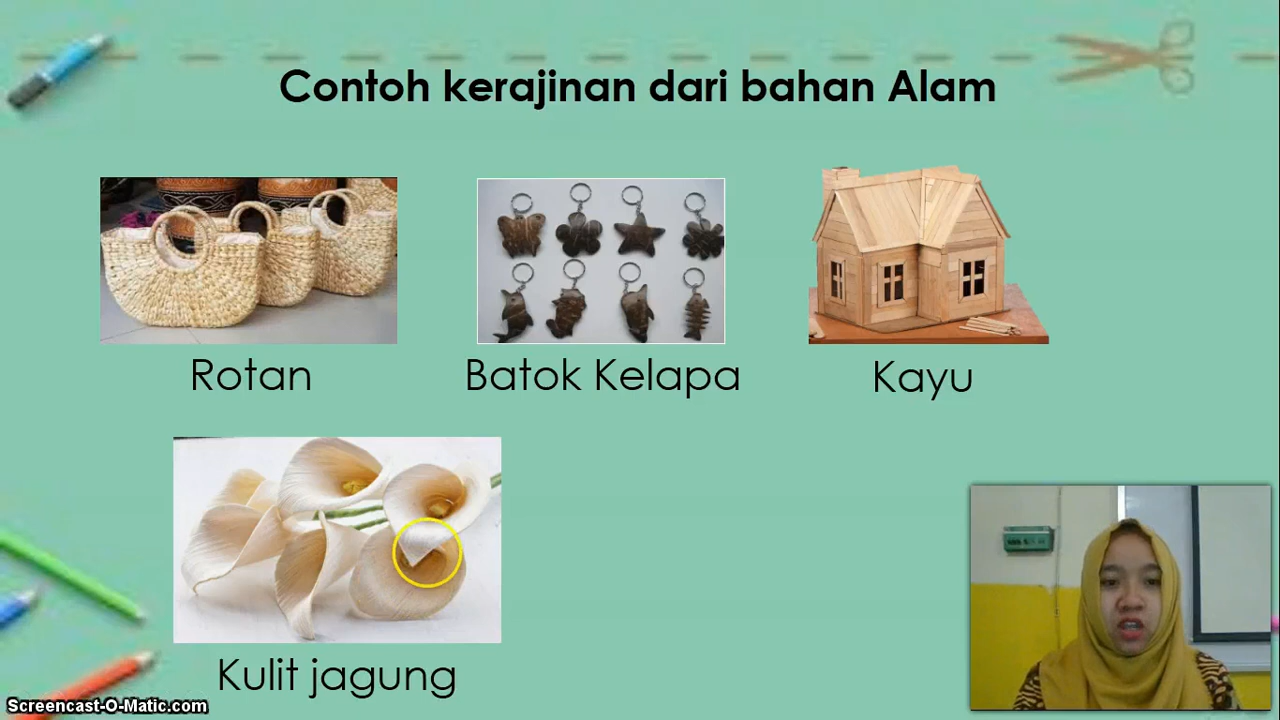 Contoh kerajinan dari bahan Alam
Rotan
Batok Kelapa
Kayu
Kulit jagung
Screencast-O-Matic.com